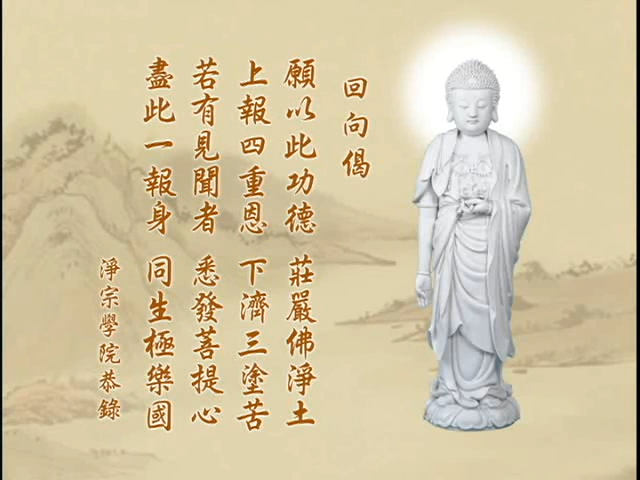 回向偈
願以此功德 莊嚴佛淨土
上報四重恩 下濟三塗苦
若有見聞者 悉發菩提心
盡此一報身 同生極樂國
淨宗學院恭錄